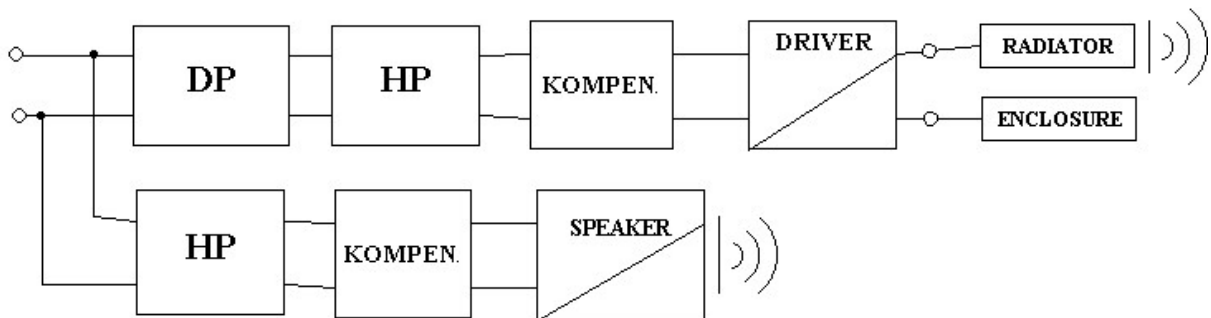 DP
HP
KOMPEN.
DRIVER
RADIATOR
ENCLOSURE
HP
KOMPEN.
SPEAKER